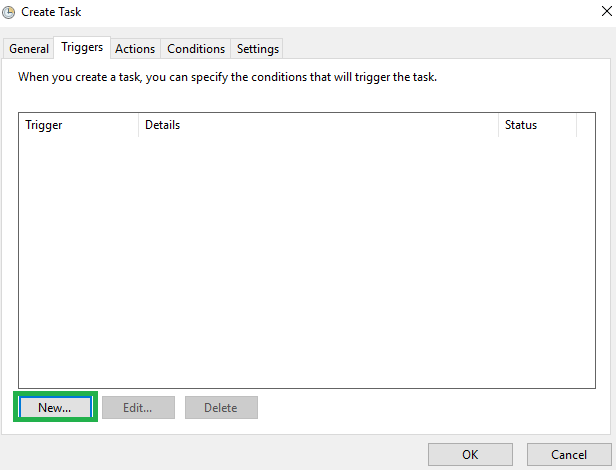 Create Task
General Triggers Actions Conditions Settings
When you create a task, you can specify the conditions that will trigger the task.
Trigger Details Status
New... Edit... Delete
OK Cancel